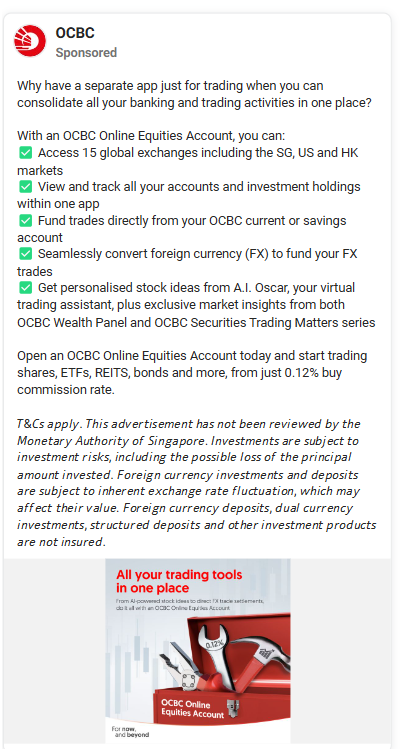 OCBC
Sponsored
Why have a separate app just for trading when you can
consolidate all your banking and trading activities in one place?
With an OCBC Online Equities Account, you can:
✅ Access 15 global exchanges including the SG, US and HK
markets
✅ View and track all your accounts and investment holdings
within one app
✅ Fund trades directly from your OCBC current or savings
account
✅ Seamlessly convert foreign currency (FX) to fund your FX
trades
✅ Get personalised stock ideas from A.I. Oscar, your virtual
trading assistant, plus exclusive market insights from both
OCBC Wealth Panel and OCBC Securities Trading Matters series
Open an OCBC Online Equities Account today and start trading
shares, ETFs, REITS, bonds and more, from just 0.12% buy
commission rate.
T&Cs apply. This advertisement has not been reviewed by the
Monetary Authority of Singapore. Investments are subject to
investment risks, including the possible loss of the principal
amount invested. Foreign currency investments and deposits
are subject to inherent exchange rate fluctuation, which may
affect their value. Foreign currency deposits, dual currency
investments, structured deposits and other investment products
are not insured.
All your trading tools
in one place
From AI-powered stock ideas to direct FX trade settlements,
do it all with an OCBC Online Equities Account
0.12%
OCBC Online
Equities Account
For now,
and beyond